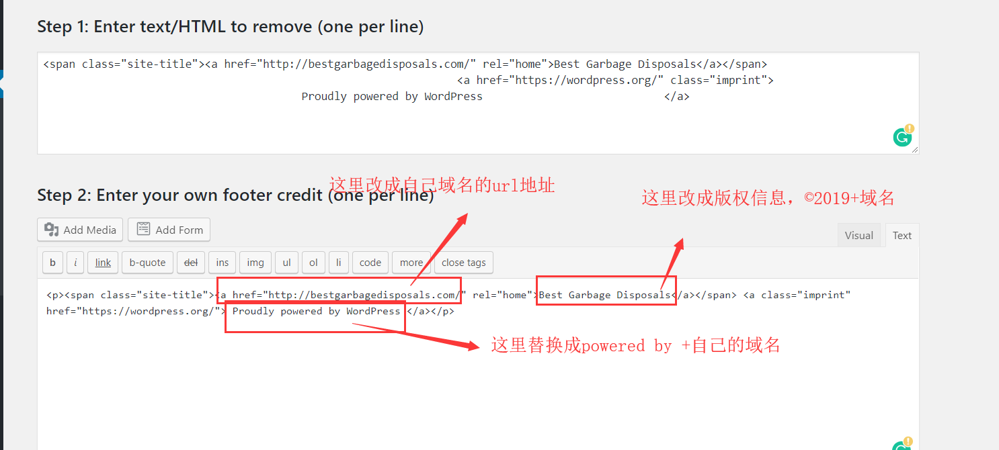 Step 1: Enter text/HTML to remove (one per line)
<span class="site-title"><a href="http://bestgarbagedisposals.com/" rel="home">Best Garbage Disposals</a></span>
<a href="https://wordpress.org/" class="imprint">
Proudly powered by WordPress </a>
这里改成自己域名的url地址
Step 2: Enter your own footer credit (one per line)
这里改成版权信息，©2019+域名
Add Media Add Form Visual Text
b i link b-quote del ins img ul ol li code more close tags
<p><span class="site-title"><a href="http://bestgarbagedisposals.com/" rel="home">Best Garbage Disposals</a></span> <a class="imprint"
href="https://wordpress.org/"> Proudly powered by WordPress </a></p>
这里替换成powered by +自己的域名